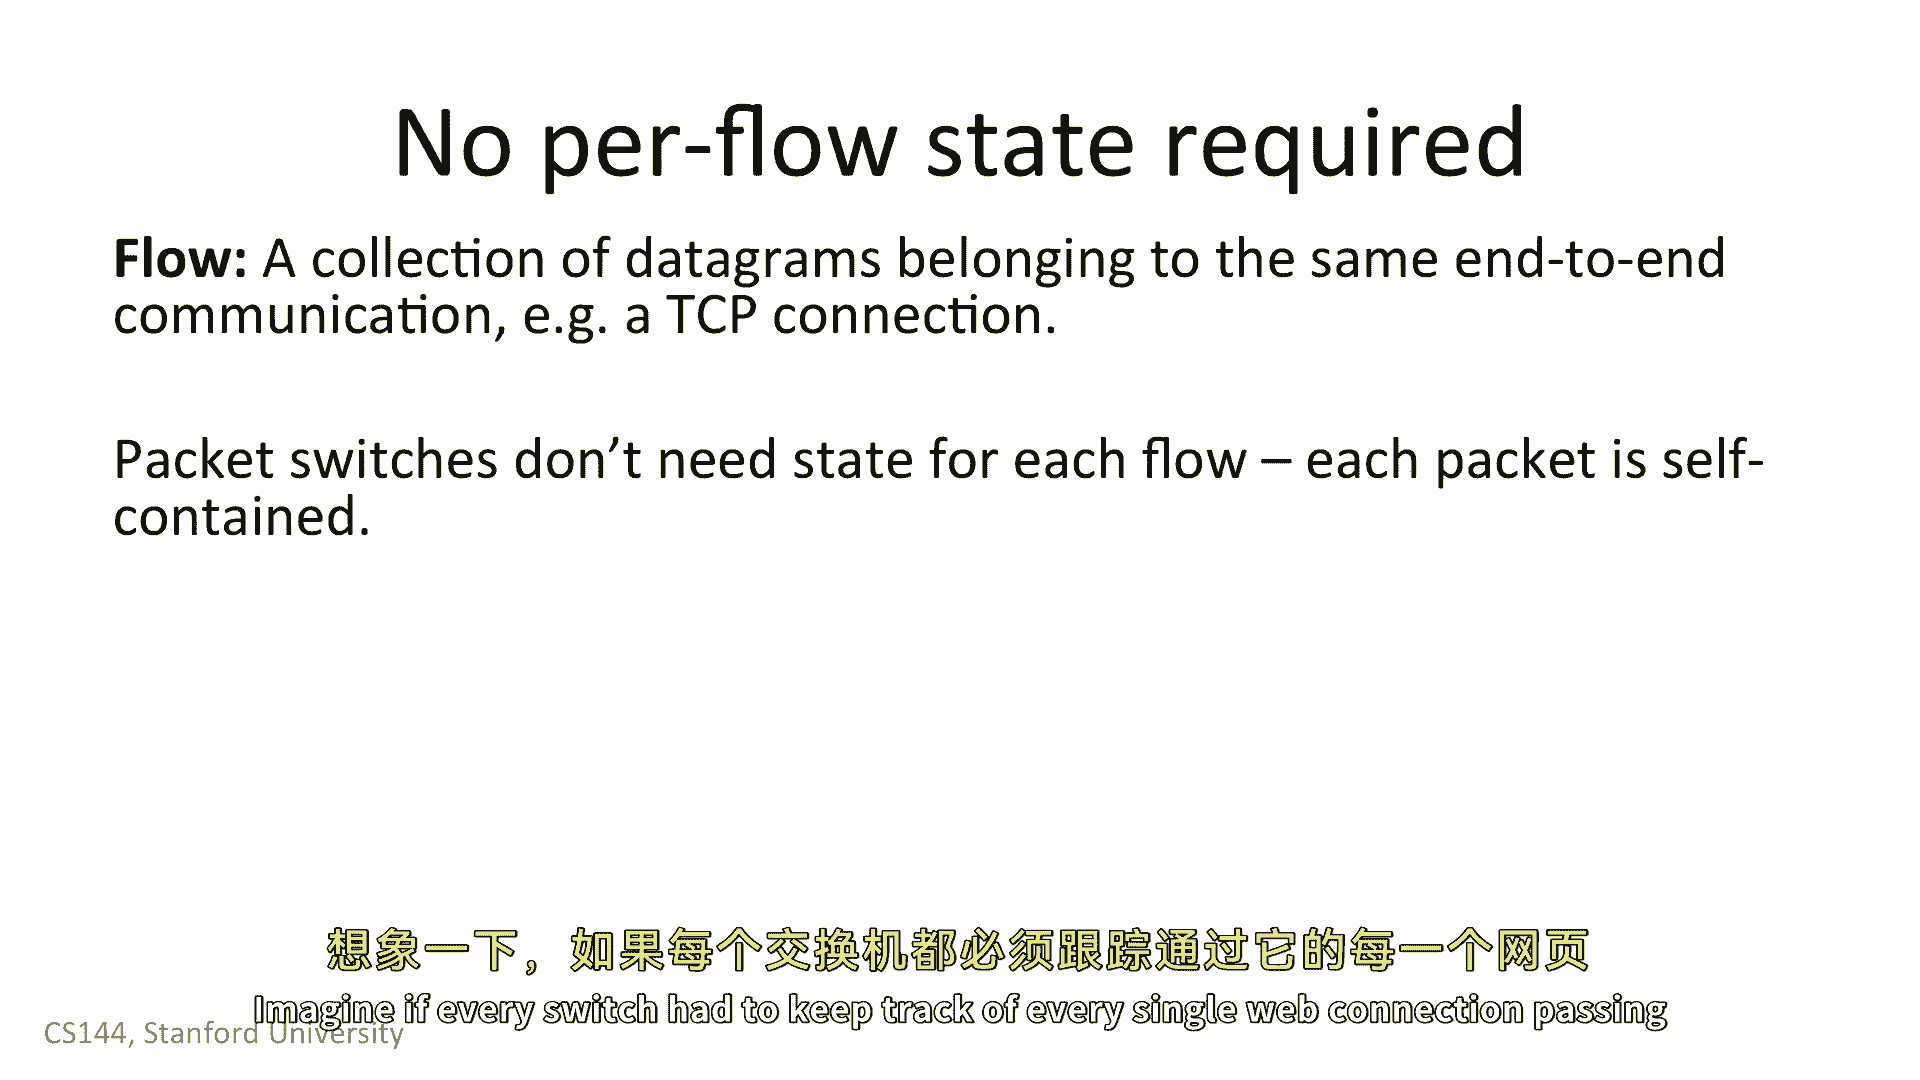 No per-flow state required
Flow: A collection of datagrams belonging to the same end-to-end
communication, e.g. a TCP connection.
Packet switches don’t need state for each flow – each packet is self-
contained.
想象一下，如果每个交换机都必须跟踪通过它的每一个网页
Imagine if every switch had to keep track of every single web connection passing
CS144, Stanford University